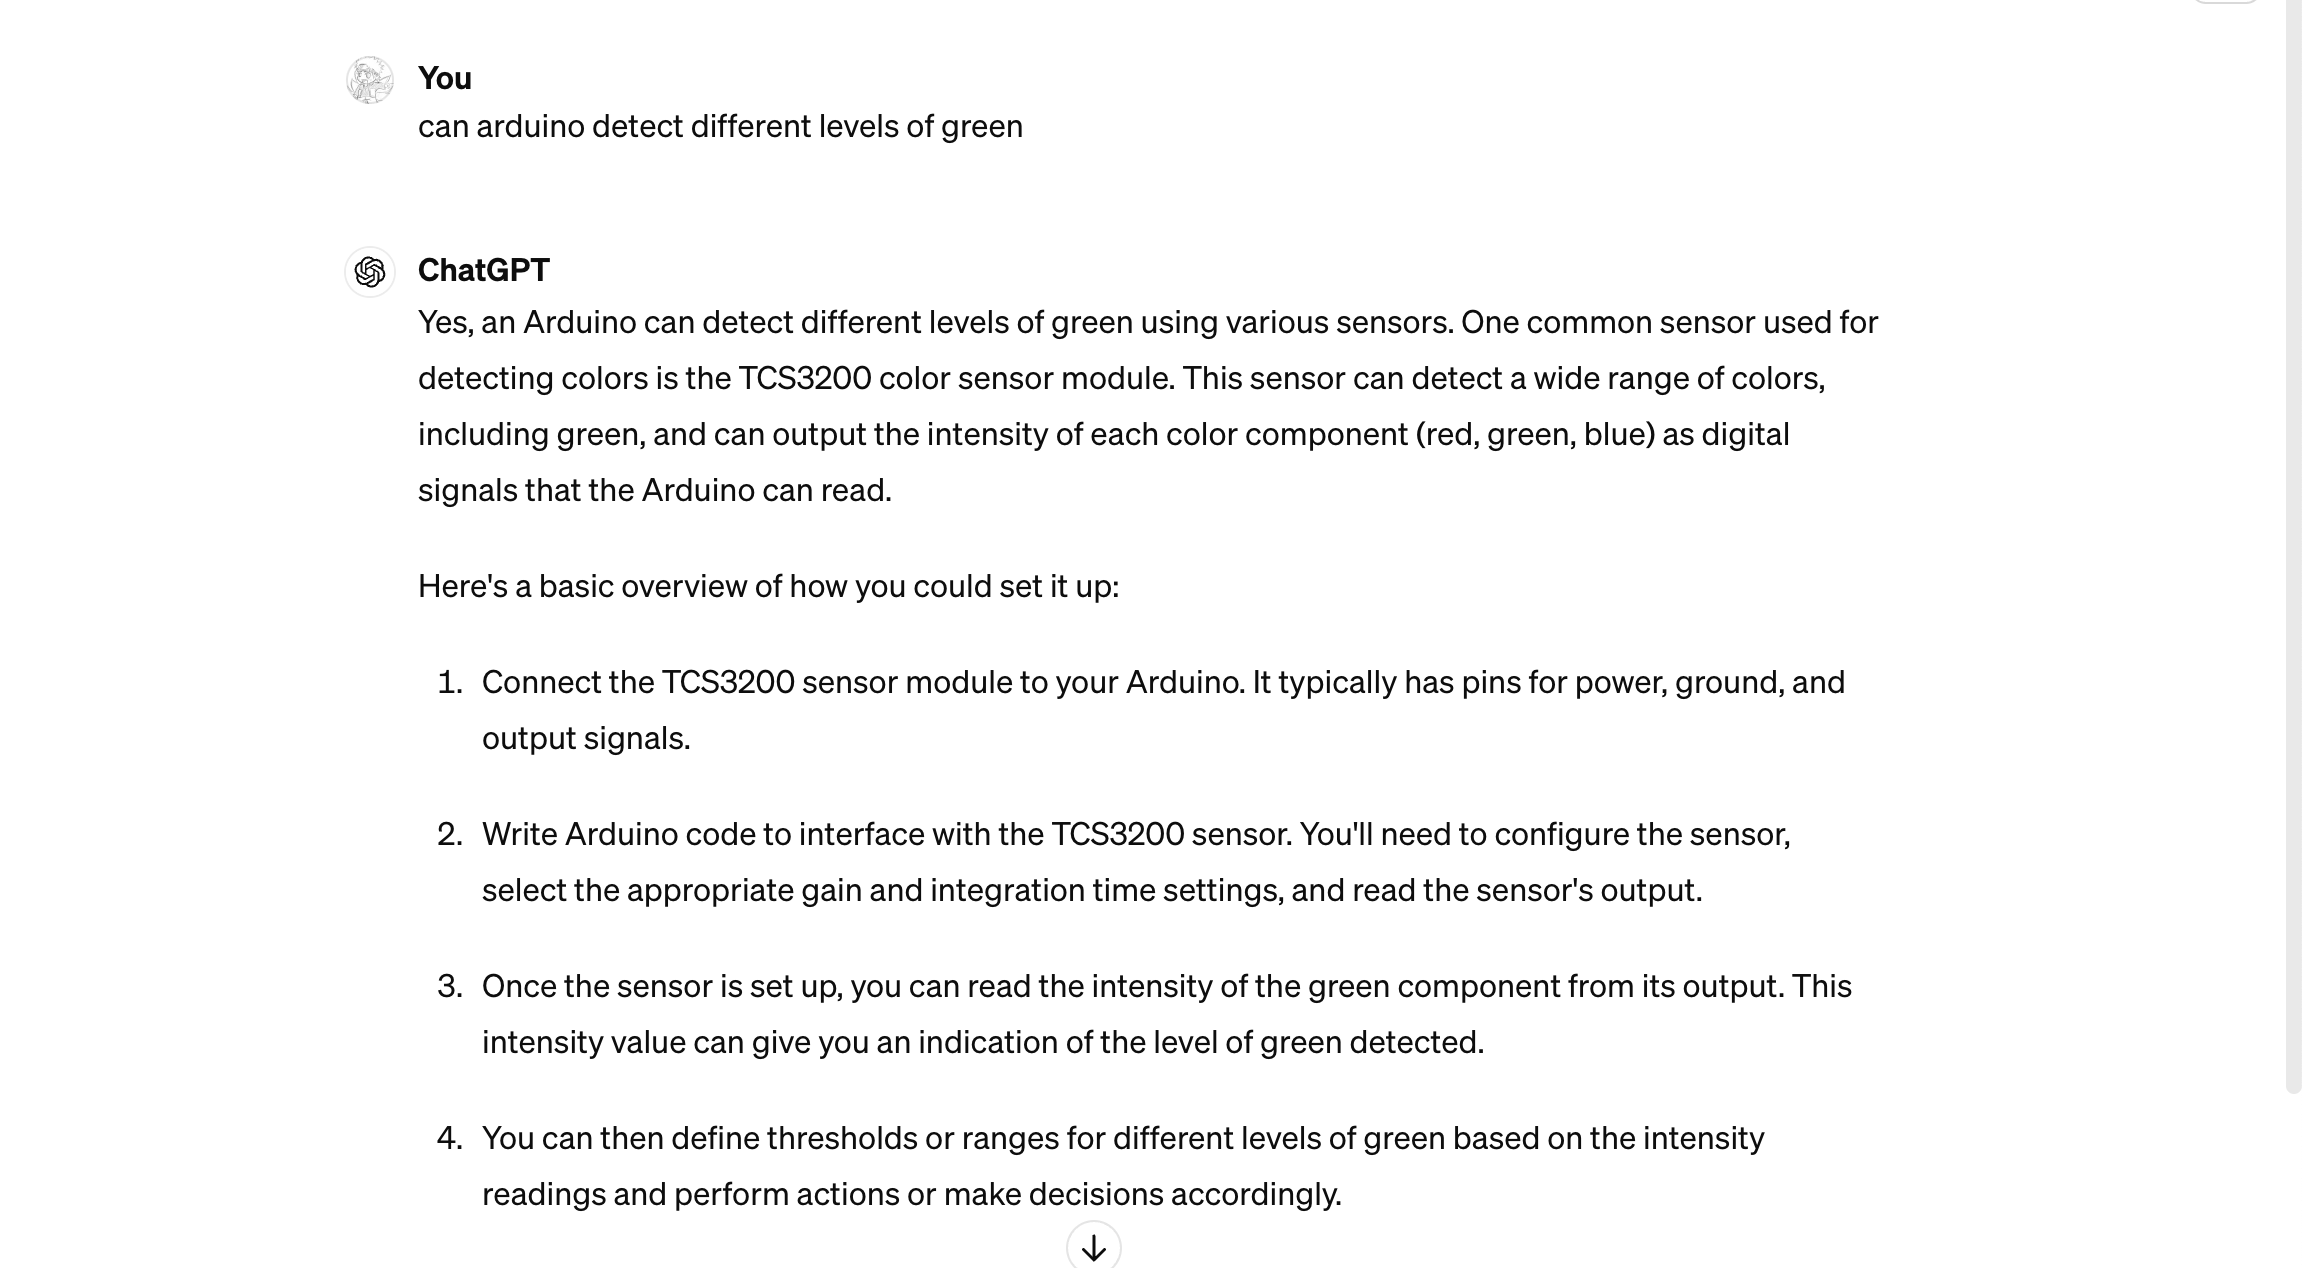 You
can arduino detect different levels of green
ChatGPT
Yes, an Arduino can detect different levels of green using various sensors. One common sensor used for
detecting colors is the TCS3200 color sensor module. This sensor can detect a wide range of colors,
including green, and can output the intensity of each color component (red, green, blue) as digital
signals that the Arduino can read.
Here's a basic overview of how you could set it up:
1. Connect the TCS3200 sensor module to your Arduino. It typically has pins for power, ground, and
output signals.
2. Write Arduino code to interface with the TCS3200 sensor. You'll need to configure the sensor,
select the appropriate gain and integration time settings, and read the sensor's output.
3. Once the sensor is set up, you can read the intensity of the green component from its output. This
intensity value can give you an indication of the level of green detected.
4. You can then define thresholds or ranges for different levels of green based on the intensity
readings and perform actions or make decisions accordingly.